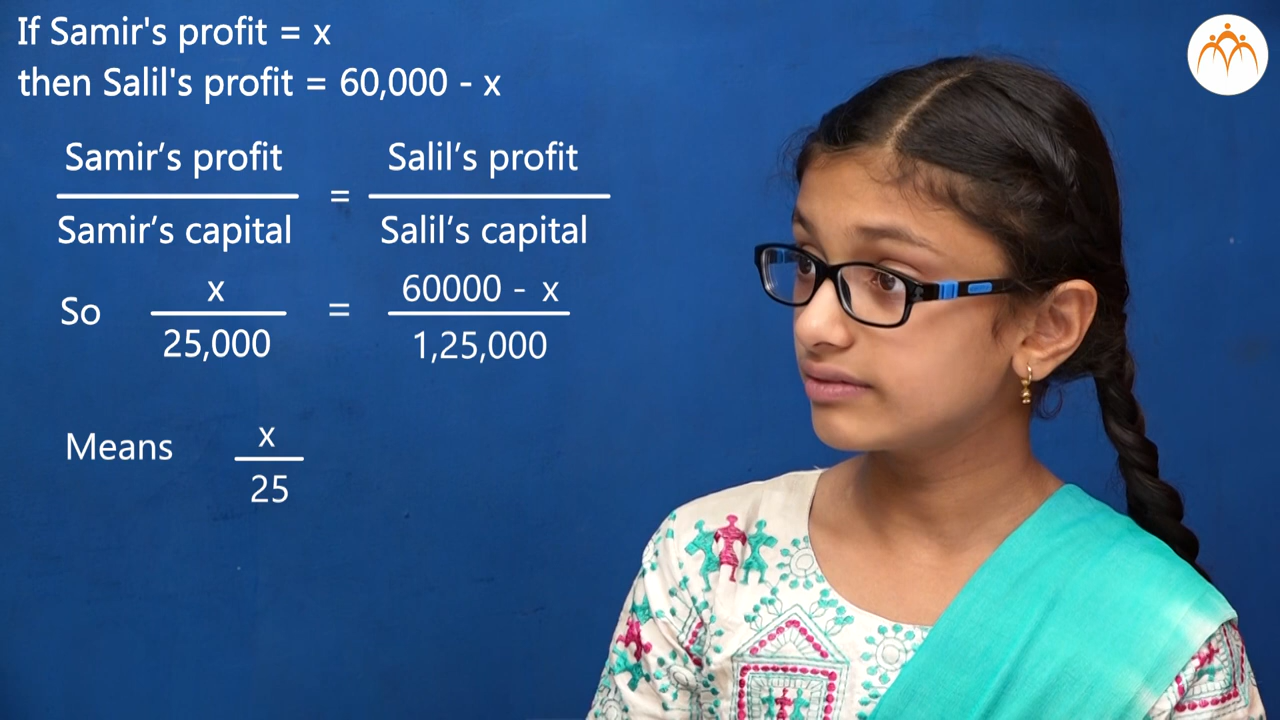 If Samir's profit = x
then Salil's profit = 60,000 - x
Samir’s profit / Samir’s capital = Salil’s profit / Salil’s capital
So x / 25,000 = 60000 - x / 1,25,000
Means x / 25